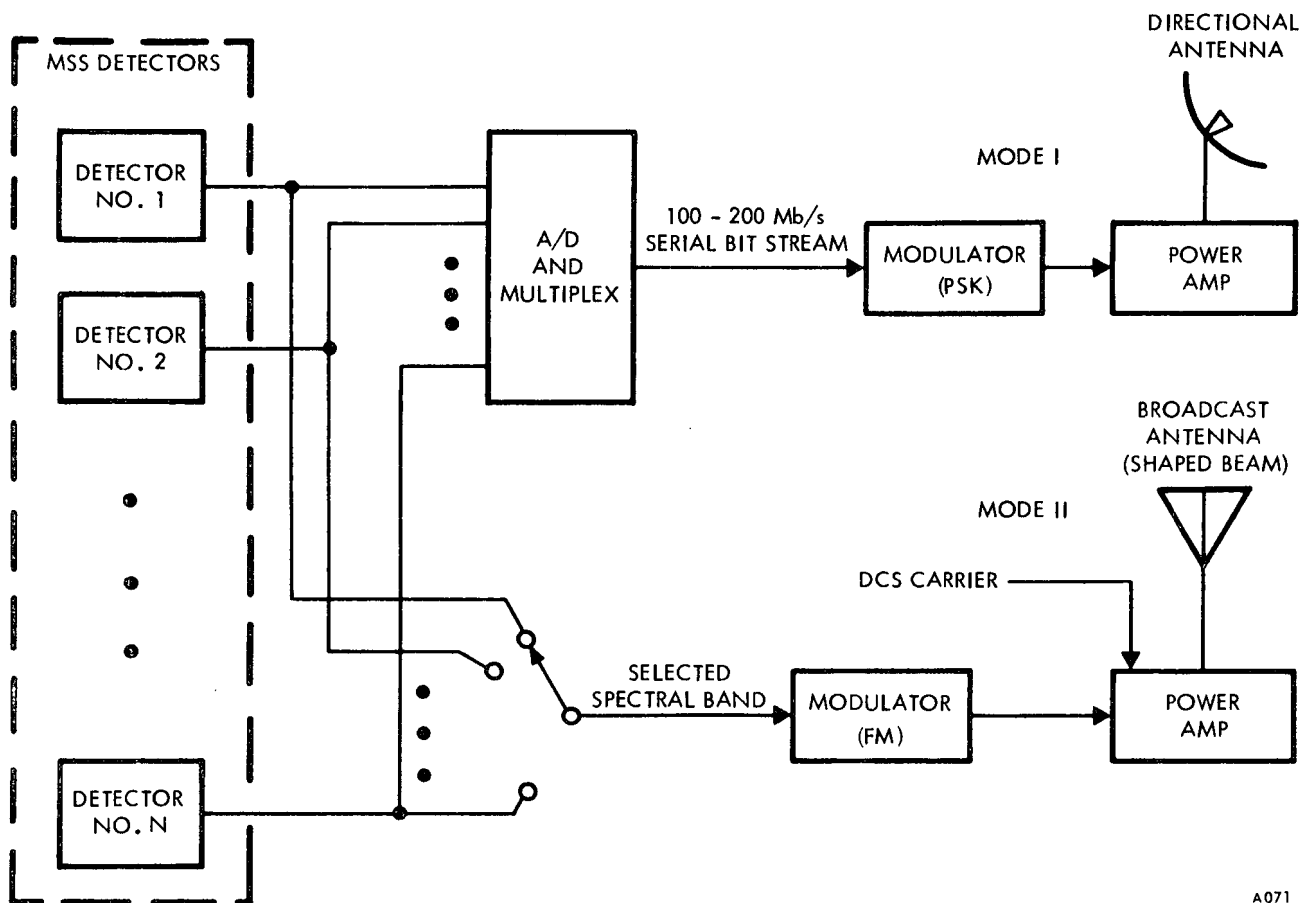 MSS DETECTORS
DETECTOR
NO. 1
DETECTOR
NO. 2
DETECTOR
NO. N
A/D
AND
MULTIPLEX
100 - 200 Mb/s
SERIAL BIT STREAM
MODE I
MODULATOR
(PSK)
POWER
AMP
DIRECTIONAL
ANTENNA
SELECTED
SPECTRAL BAND
MODE II
DCS CARRIER
MODULATOR
(FM)
POWER
AMP
BROADCAST
ANTENNA
(SHAPED BEAM)
A071